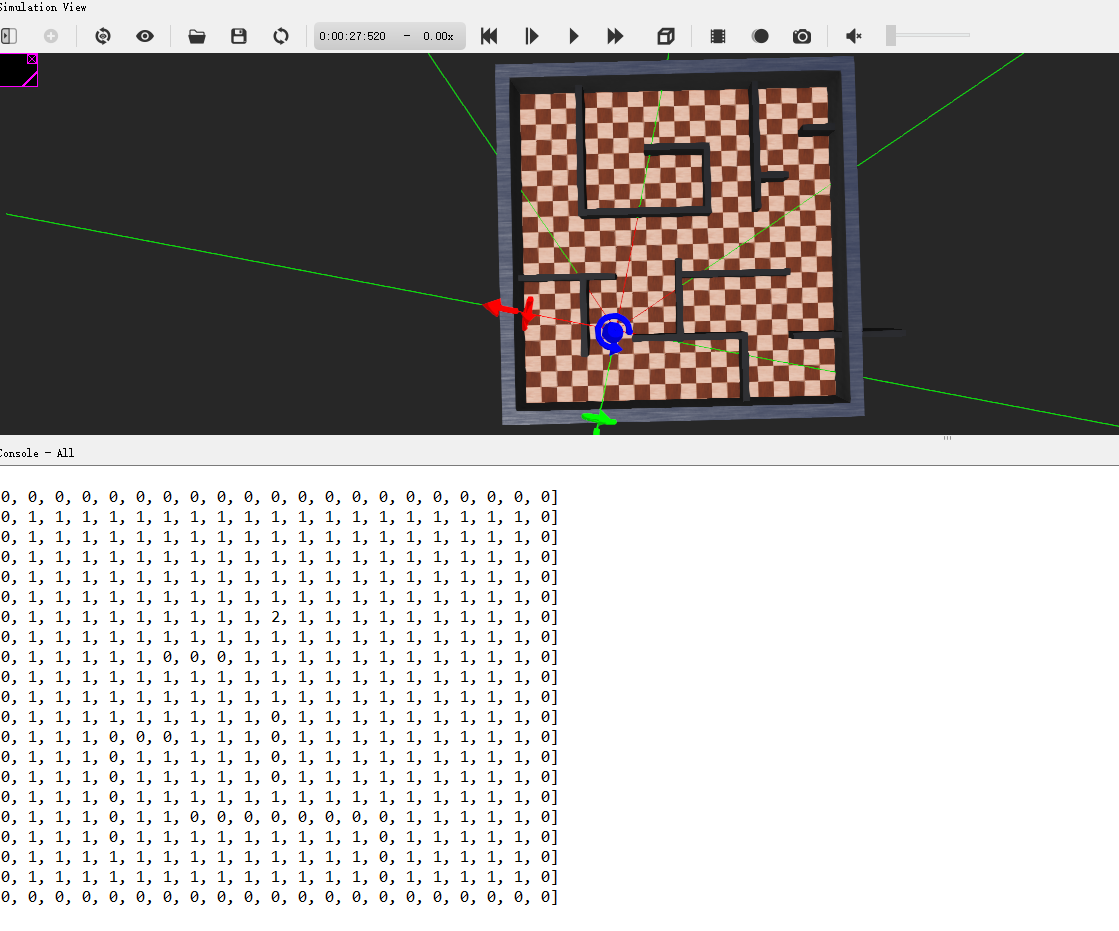 Simulation View
0:00:27:520 – 0.00x
Console - All
0, 0, 0, 0, 0, 0, 0, 0, 0, 0, 0, 0, 0, 0, 0, 0, 0, 0, 0, 0, 0]
0, 1, 1, 1, 1, 1, 1, 1, 1, 1, 1, 1, 1, 1, 1, 1, 1, 1, 1, 1, 0]
0, 1, 1, 1, 1, 1, 1, 1, 1, 1, 1, 1, 1, 1, 1, 1, 1, 1, 1, 1, 0]
0, 1, 1, 1, 1, 1, 1, 1, 1, 1, 1, 1, 1, 1, 1, 1, 1, 1, 1, 1, 0]
0, 1, 1, 1, 1, 1, 1, 1, 1, 1, 1, 1, 1, 1, 1, 1, 1, 1, 1, 1, 0]
0, 1, 1, 1, 1, 1, 1, 1, 1, 1, 1, 1, 1, 1, 1, 1, 1, 1, 1, 1, 0]
0, 1, 1, 1, 1, 1, 1, 1, 1, 1, 2, 1, 1, 1, 1, 1, 1, 1, 1, 1, 0]
0, 1, 1, 1, 1, 1, 1, 1, 1, 1, 1, 1, 1, 1, 1, 1, 1, 1, 1, 1, 0]
0, 1, 1, 1, 1, 1, 0, 0, 0, 1, 1, 1, 1, 1, 1, 1, 1, 1, 1, 1, 0]
0, 1, 1, 1, 1, 1, 1, 1, 1, 1, 1, 1, 1, 1, 1, 1, 1, 1, 1, 1, 0]
0, 1, 1, 1, 1, 1, 1, 1, 1, 1, 1, 1, 1, 1, 1, 1, 1, 1, 1, 1, 0]
0, 1, 1, 1, 1, 1, 1, 1, 1, 1, 0, 1, 1, 1, 1, 1, 1, 1, 1, 1, 0]
0, 1, 1, 1, 0, 0, 0, 1, 1, 1, 0, 1, 1, 1, 1, 1, 1, 1, 1, 1, 0]
0, 1, 1, 1, 0, 1, 1, 1, 1, 1, 0, 1, 1, 1, 1, 1, 1, 1, 1, 1, 0]
0, 1, 1, 1, 0, 1, 1, 1, 1, 1, 0, 1, 1, 1, 1, 1, 1, 1, 1, 1, 0]
0, 1, 1, 1, 0, 1, 1, 1, 1, 1, 1, 1, 1, 1, 1, 1, 1, 1, 1, 1, 0]
0, 1, 1, 1, 0, 1, 1, 0, 0, 0, 0, 0, 0, 0, 0, 1, 1, 1, 1, 1, 0]
0, 1, 1, 1, 0, 1, 1, 1, 1, 1, 1, 1, 1, 1, 0, 1, 1, 1, 1, 1, 0]
0, 1, 1, 1, 1, 1, 1, 1, 1, 1, 1, 1, 1, 1, 0, 1, 1, 1, 1, 1, 0]
0, 1, 1, 1, 1, 1, 1, 1, 1, 1, 1, 1, 1, 1, 0, 1, 1, 1, 1, 1, 0]
0, 0, 0, 0, 0, 0, 0, 0, 0, 0, 0, 0, 0, 0, 0, 0, 0, 0, 0, 0, 0]